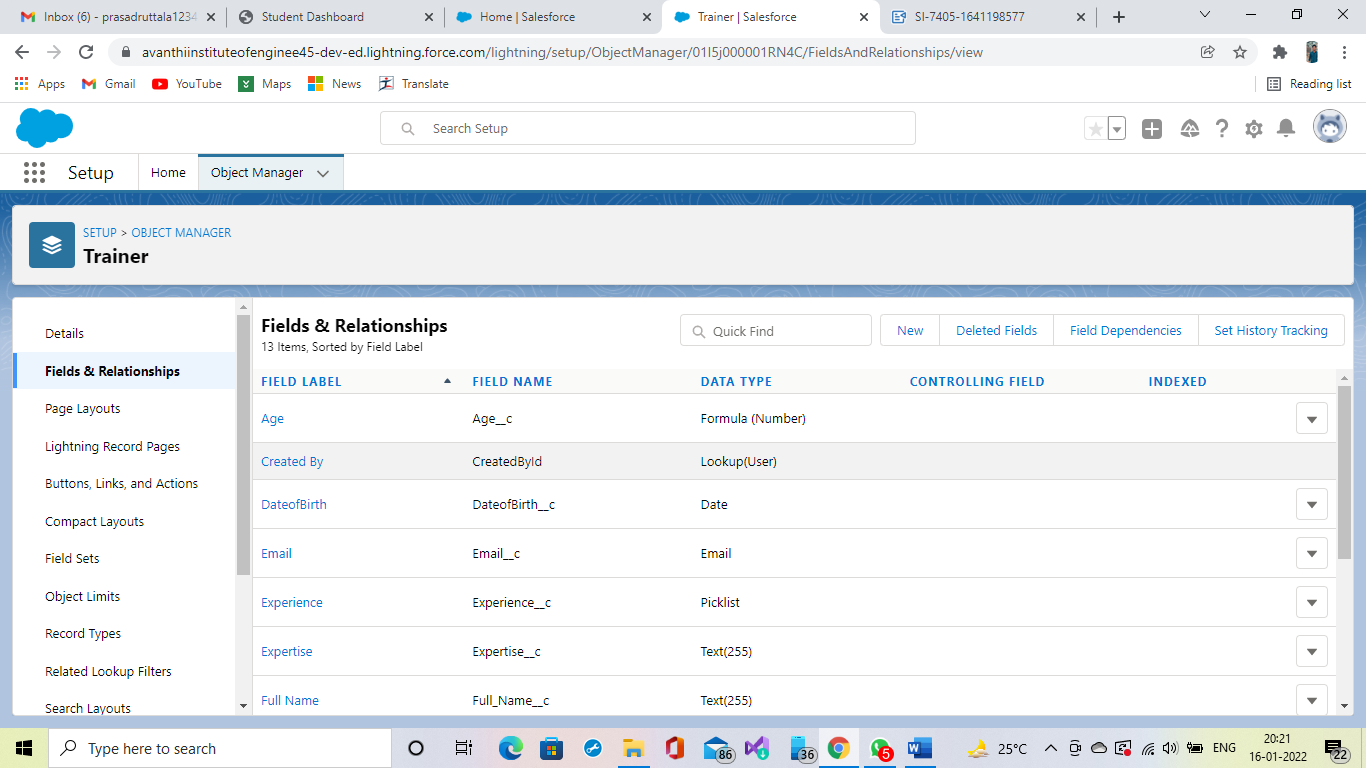 Inbox (6) - prasadruttala1234
Student Dashboard
Home | Salesforce
Trainer | Salesforce
SI-7405-1641198577
avanthiinstituteofenginee45-dev-ed.lightning.force.com/lightning/setup/ObjectManager/01I5j000001RN4C/FieldsAndRelationships/view
Apps Gmail YouTube Maps News Translate Reading list
Search Setup
Setup Home Object Manager
SETUP > OBJECT MANAGER
Trainer
Details
Fields & Relationships
Page Layouts
Lightning Record Pages
Buttons, Links, and Actions
Compact Layouts
Field Sets
Object Limits
Record Types
Related Lookup Filters
Search Layouts
Fields & Relationships
13 Items, Sorted by Field Label
Quick Find
New Deleted Fields Field Dependencies Set History Tracking
FIELD LABEL FIELD NAME DATA TYPE CONTROLLING FIELD INDEXED
Age Age__c Formula (Number)
Created By CreatedById Lookup(User)
DateofBirth DateofBirth__c Date
Email Email__c Email
Experience Experience__c Picklist
Expertise Expertise__c Text(255)
Full Name Full_Name__c Text(255)
Type here to search
86
36
5
25°C
ENG
20:21
16-01-2022
22